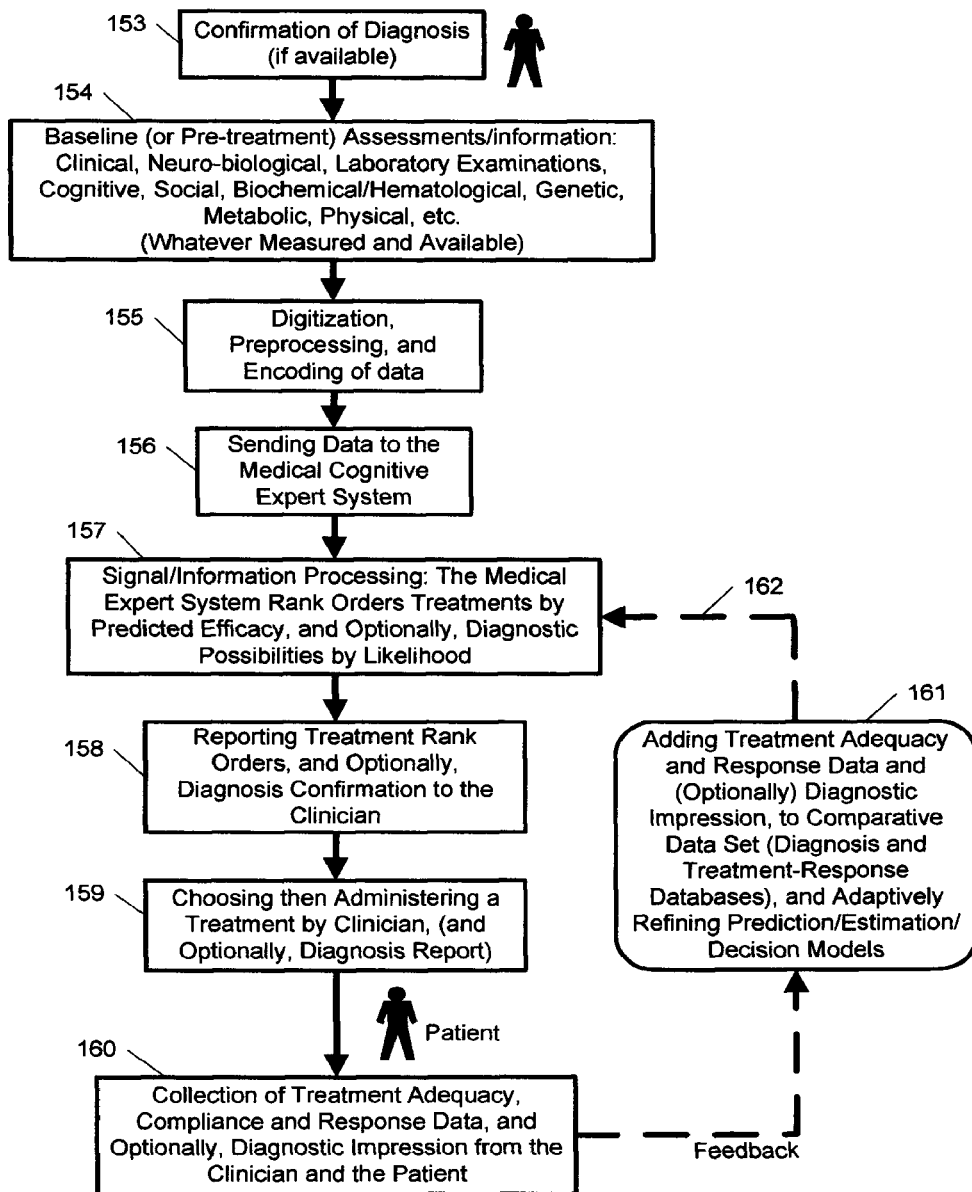 153
Confirmation of Diagnosis
(if available)
154
Baseline (or Pre-treatment) Assessments/information:
Clinical, Neuro-biological, Laboratory Examinations,
Cognitive, Social, Biochemical/Hematological, Genetic,
Metabolic, Physical, etc.
(Whatever Measured and Available)
155
Digitization,
Preprocessing, and
Encoding of data
156
Sending Data to the
Medical Cognitive
Expert System
157
Signal/Information Processing: The Medical
Expert System Rank Orders Treatments by
Predicted Efficacy, and Optionally, Diagnostic
Possibilities by Likelihood
162
158
Reporting Treatment Rank
Orders, and Optionally,
Diagnosis Confirmation to the
Clinician
161
Adding Treatment Adequacy
and Response Data and
(Optionally) Diagnostic
Impression, to Comparative
Data Set (Diagnosis and
Treatment-Response
Databases), and Adaptively
Refining Prediction/Estimation/
Decision Models
159
Choosing then Administering a
Treatment by Clinician, (and
Optionally, Diagnosis Report)
Patient
160
Collection of Treatment Adequacy,
Compliance and Response Data, and
Optionally, Diagnostic Impression from the
Clinician and the Patient
Feedback